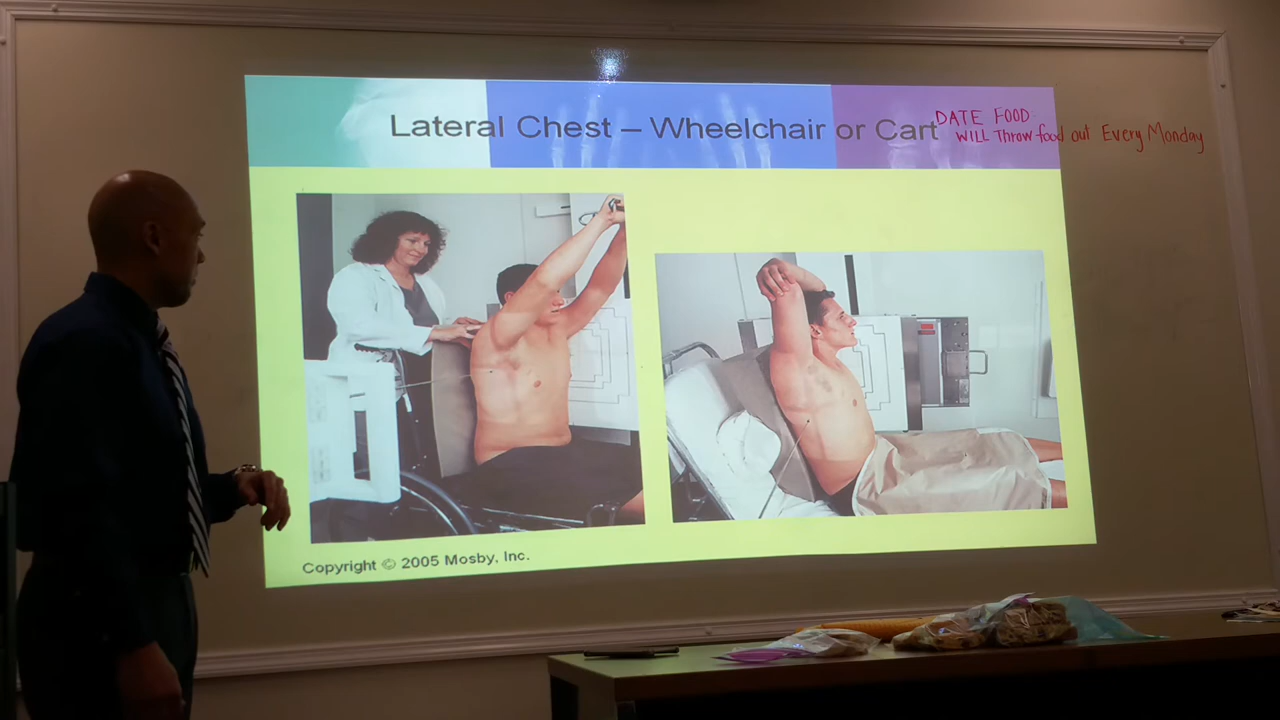 Lateral Chest – Wheelchair or Cart
DATE FOOD
WILL Throw food out Every Monday
Copyright © 2005 Mosby, Inc.